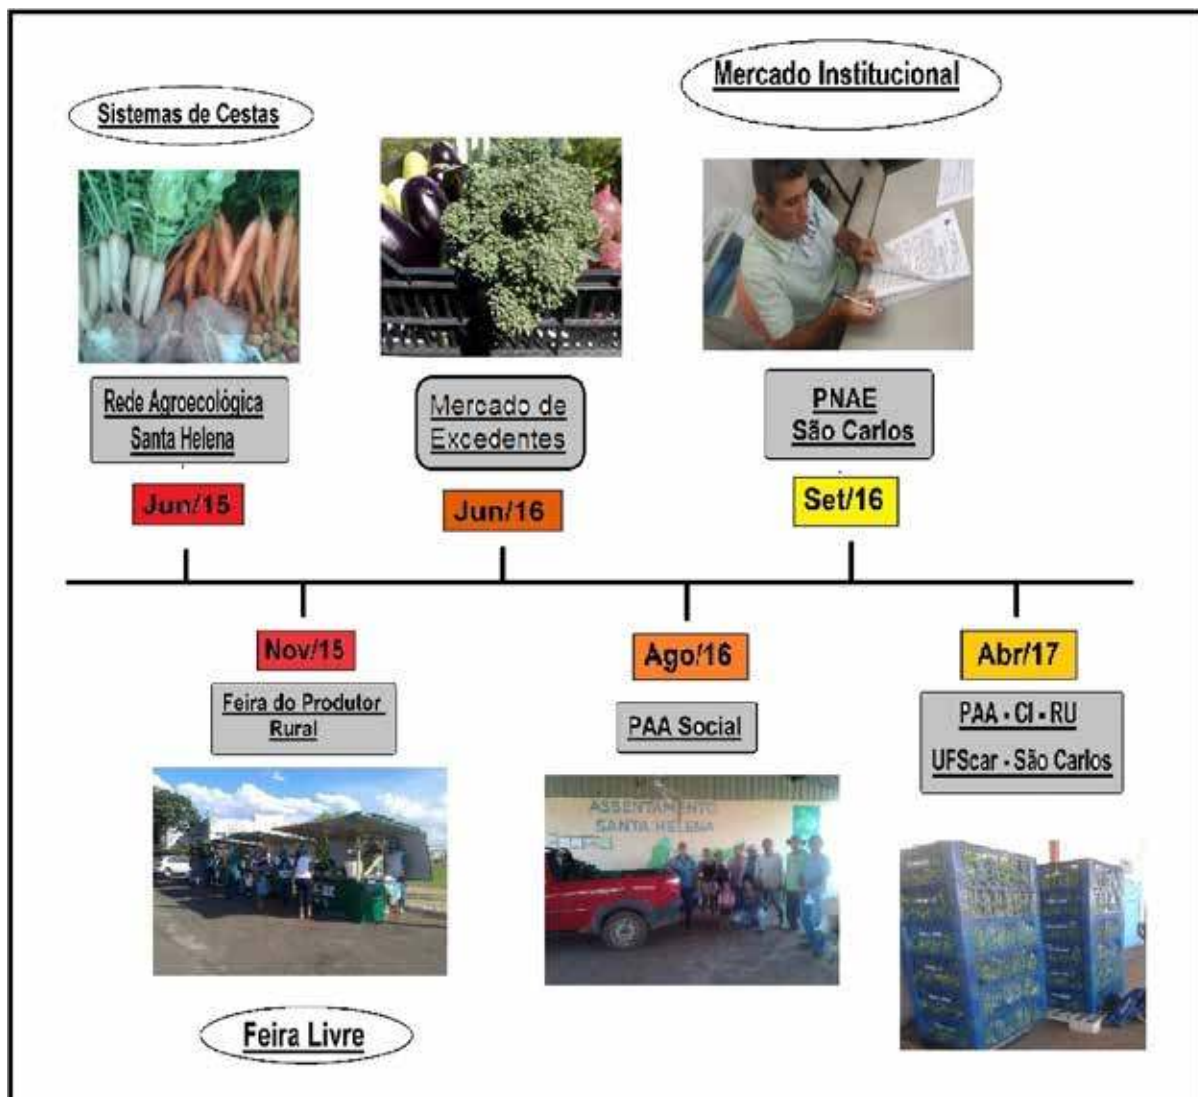 Mercado Institucional
Sistemas de Cestas
Rede Agroecológica
Santa Helena
Mercado de
Excedentes
PNAE
São Carlos
Jun/15
Jun/16
Set/16
Nov/15
Ago/16
Abr/17
Feira do Produtor
Rural
PAA Social
PAA - CI - RU
UFScar - São Carlos
ASSENTAMENTO
SANTA HELENA
Feira Livre